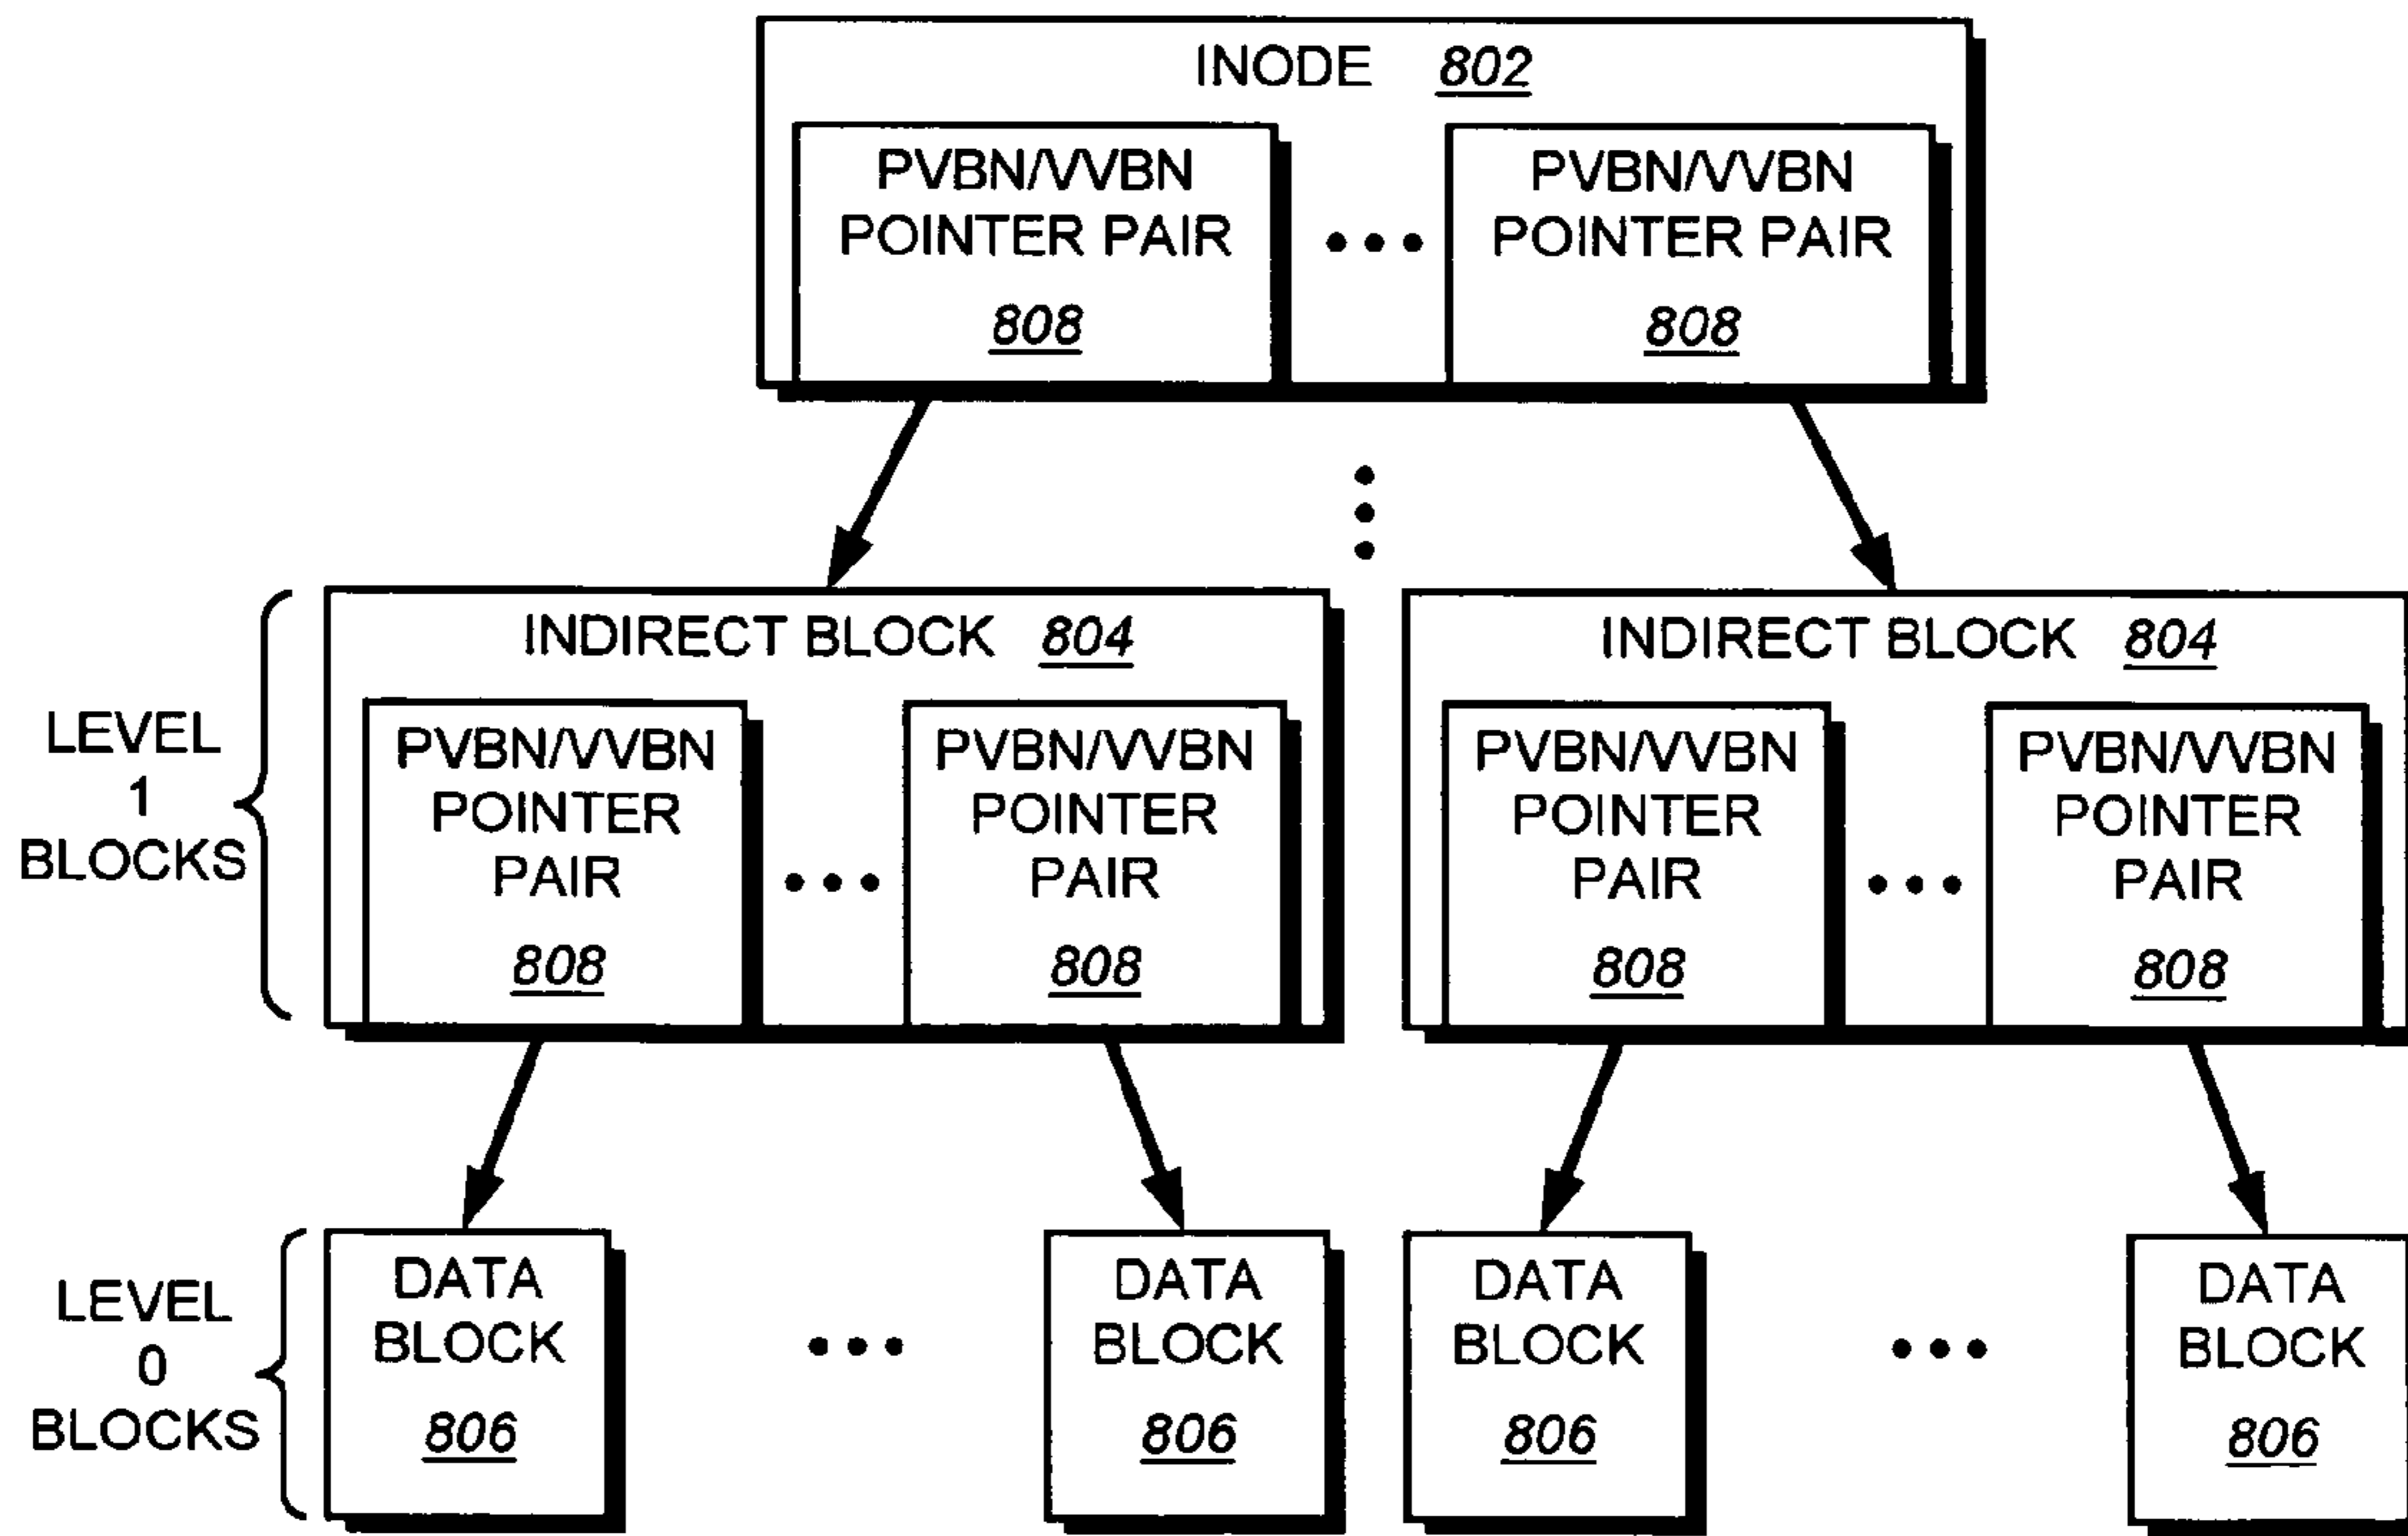 INODE 802
PVBN/VVBN
POINTER PAIR
808
PVBN/VVBN
POINTER PAIR
808
LEVEL
1
BLOCKS
INDIRECT BLOCK 804
PVBN/VVBN
POINTER
PAIR
808
PVBN/VVBN
POINTER
PAIR
808
INDIRECT BLOCK 804
PVBN/VVBN
POINTER
PAIR
808
PVBN/VVBN
POINTER
PAIR
808
LEVEL
0
BLOCKS
DATA
BLOCK
806
DATA
BLOCK
806
DATA
BLOCK
806
DATA
BLOCK
806